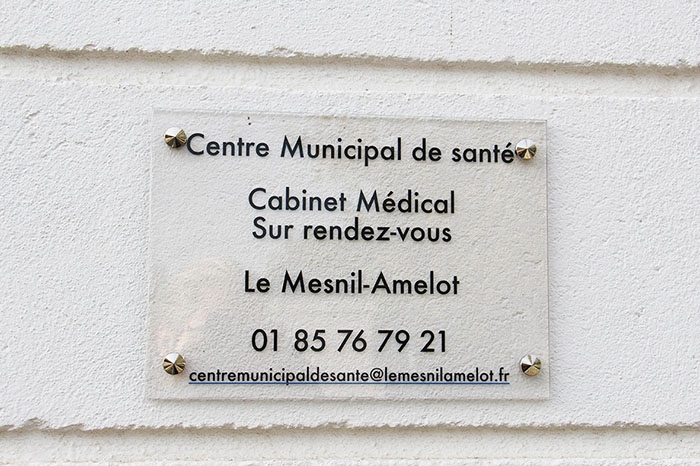 Centre Municipal de santé
Cabinet Médical
Sur rendez-vous
Le Mesnil-Amelot
01 85 76 79 21
centremunicipaldesante@lemesnilamelot.fr